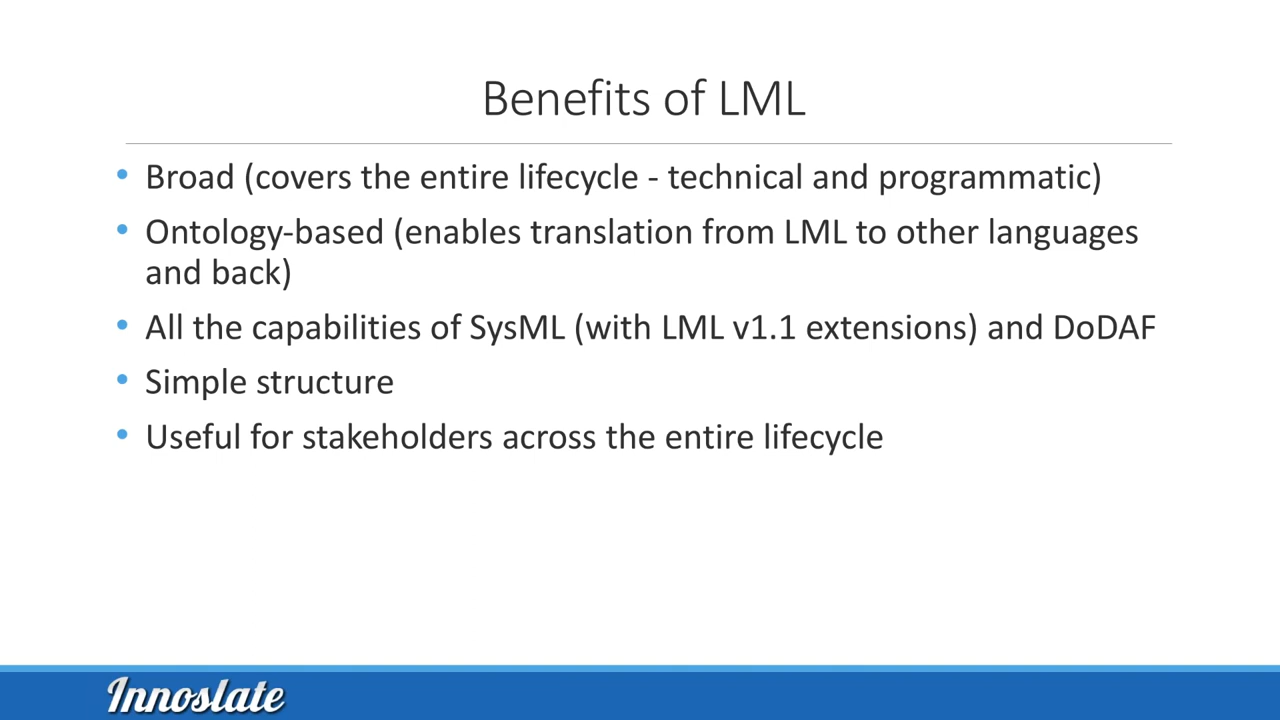 Benefits of LML
• Broad (covers the entire lifecycle - technical and programmatic)
• Ontology-based (enables translation from LML to other languages
and back)
• All the capabilities of SysML (with LML v1.1 extensions) and DoDAF
• Simple structure
• Useful for stakeholders across the entire lifecycle
Innoslate